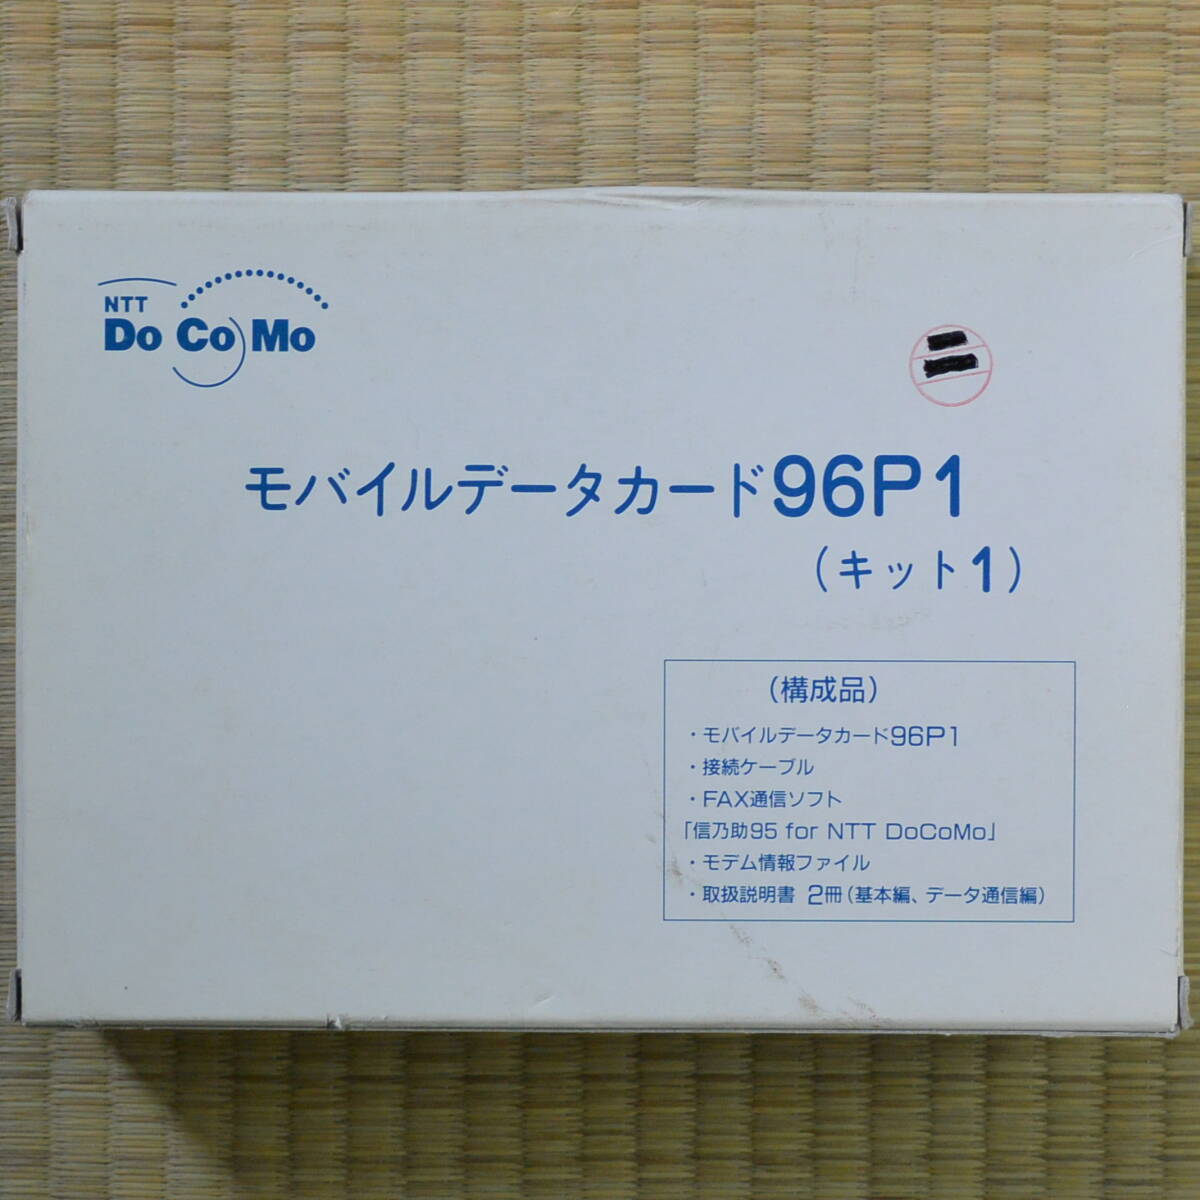 NTT
DoCoMo
モバイルデータカード96P1
（キット1）
（構成品）
・モバイルデータカード96P1
・接続ケーブル
・FAX通信ソフト
「信乃助95 for NTT DoCoMo」
・モデム情報ファイル
・取扱説明書 2冊（基本編、データ通信編）